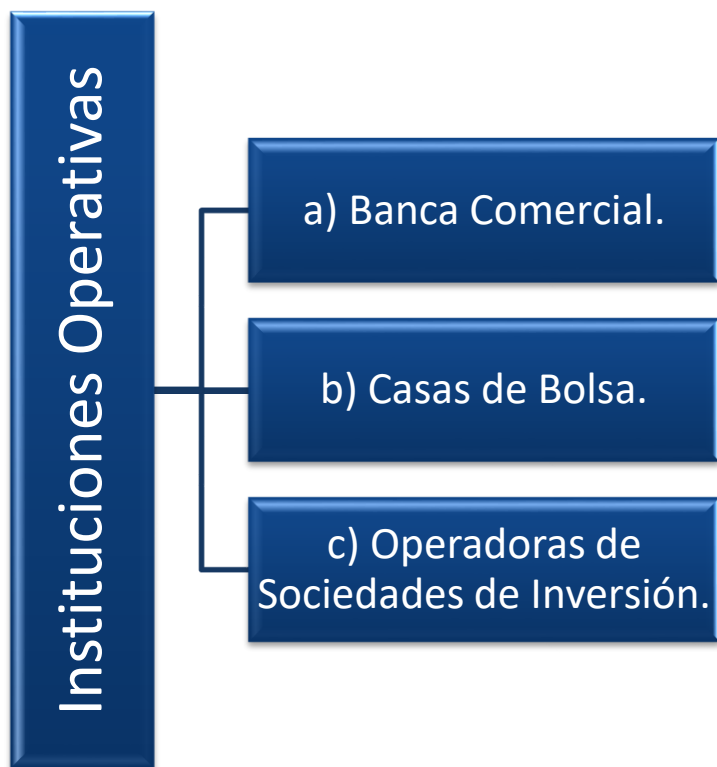 Instituciones Operativas
a) Banca Comercial.
b) Casas de Bolsa.
c) Operadoras de
Sociedades de Inversión.